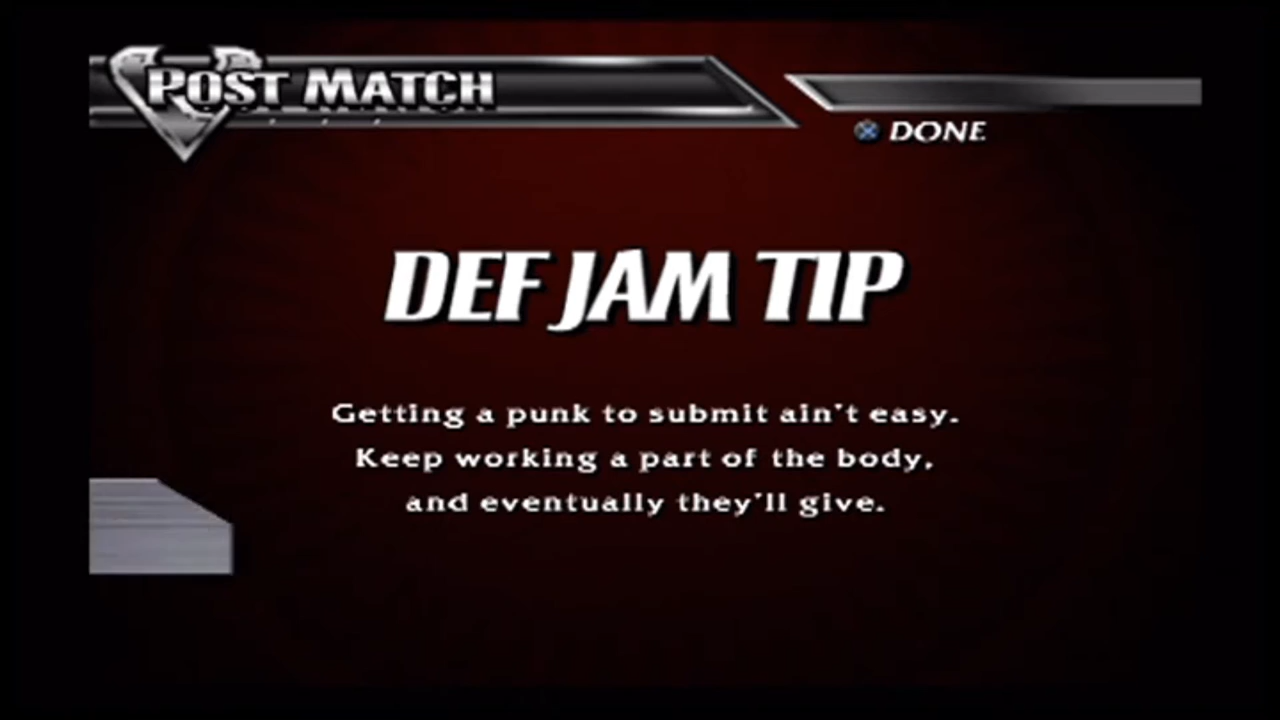 POST MATCH
DONE
DEF JAM TIP
Getting a punk to submit ain't easy.
Keep working a part of the body,
and eventually they'll give.